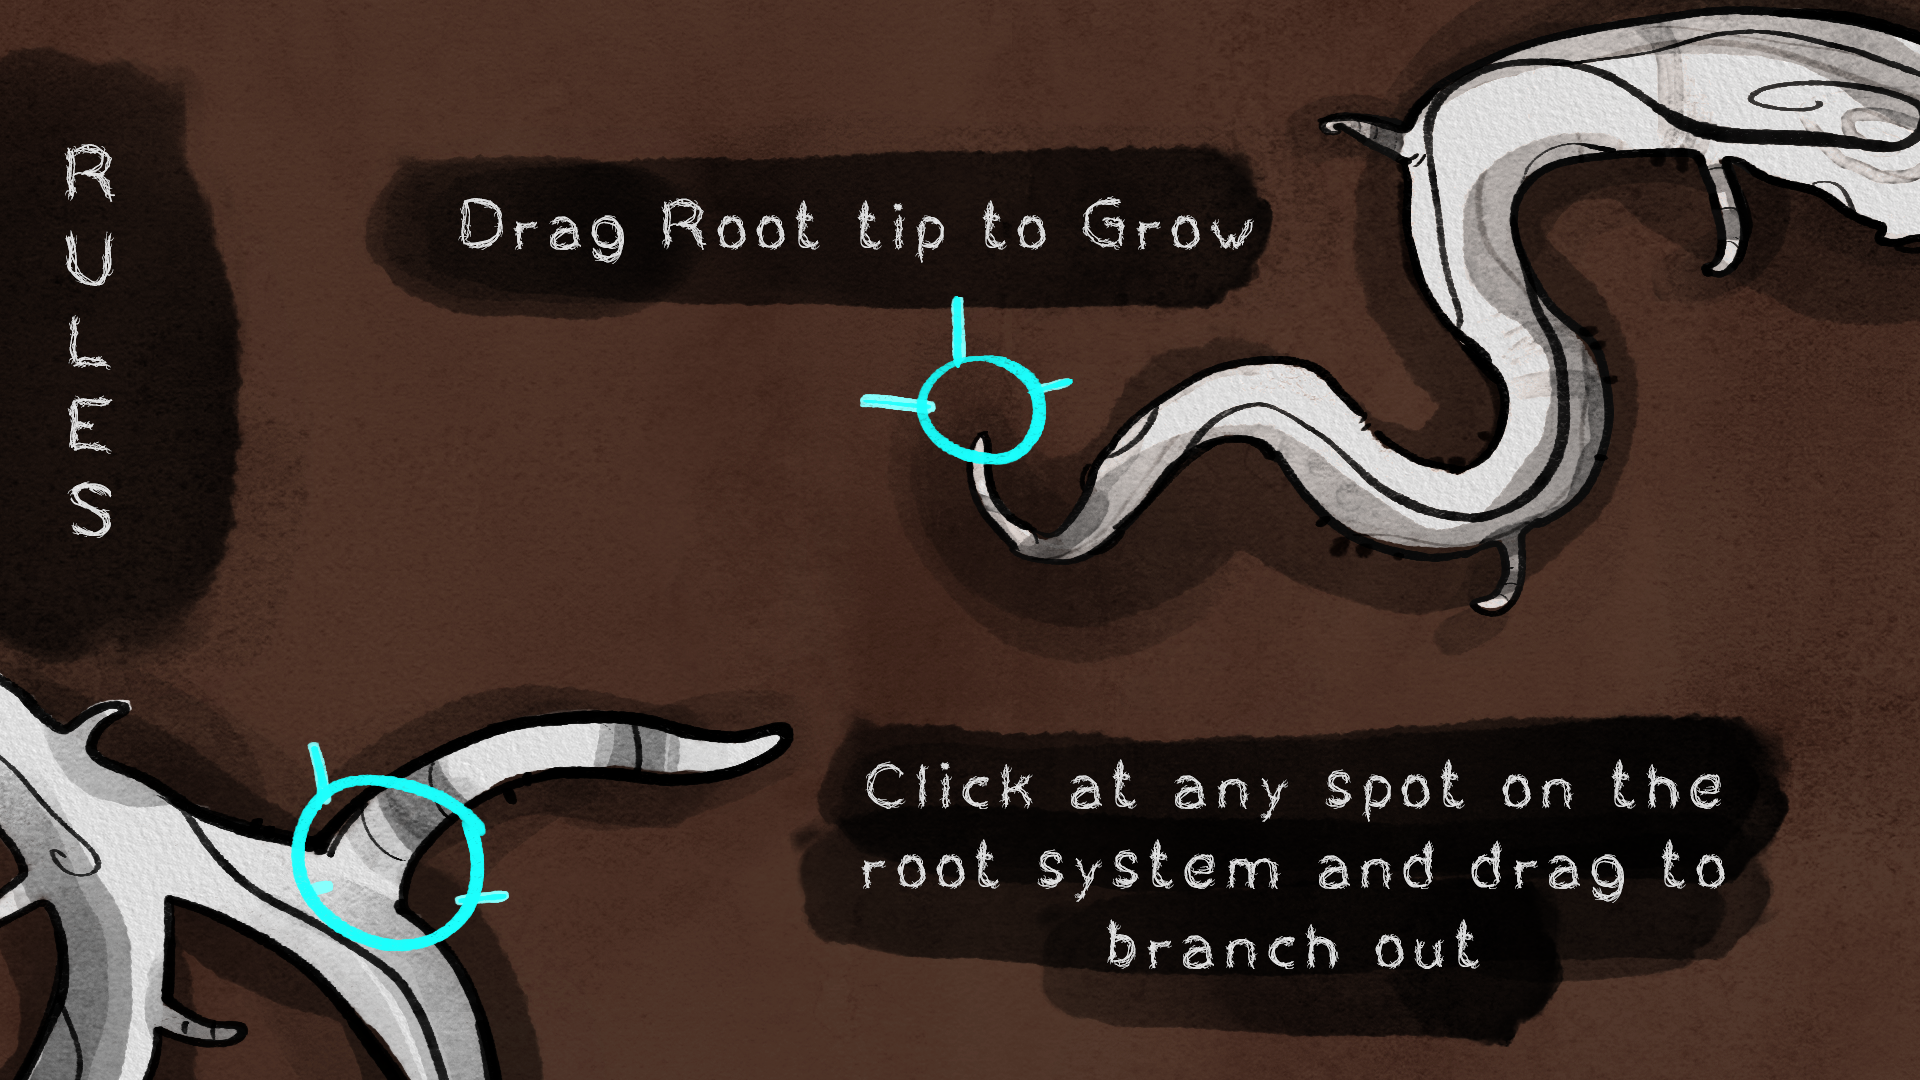 RULES
Drag Root tip to Grow
Click at any spot on the
root system and drag to
branch out